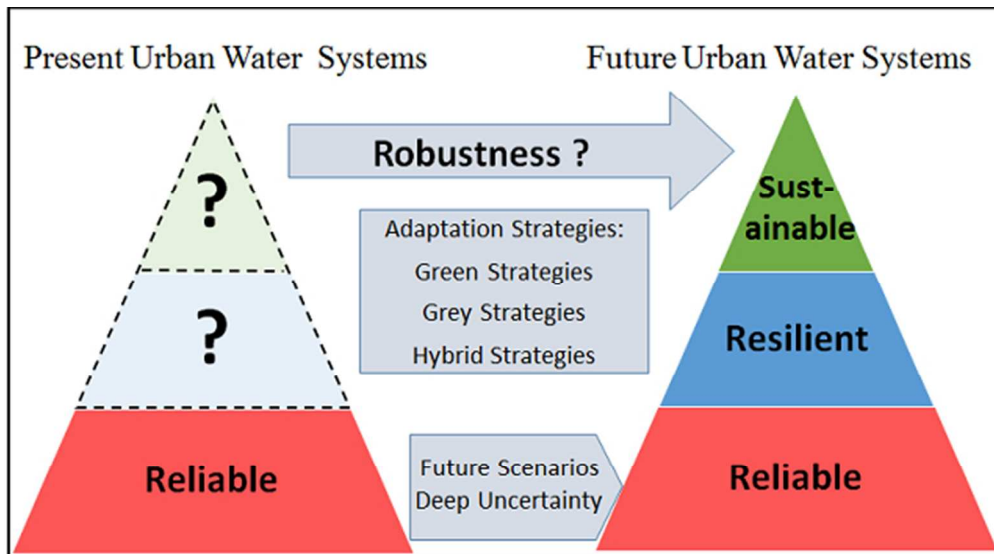 Present Urban Water Systems
Future Urban Water Systems
Robustness ?
?
?
Reliable
Adaptation Strategies:
Green Strategies
Grey Strategies
Hybrid Strategies
Future Scenarios
Deep Uncertainty
Sust-
ainable
Resilient
Reliable